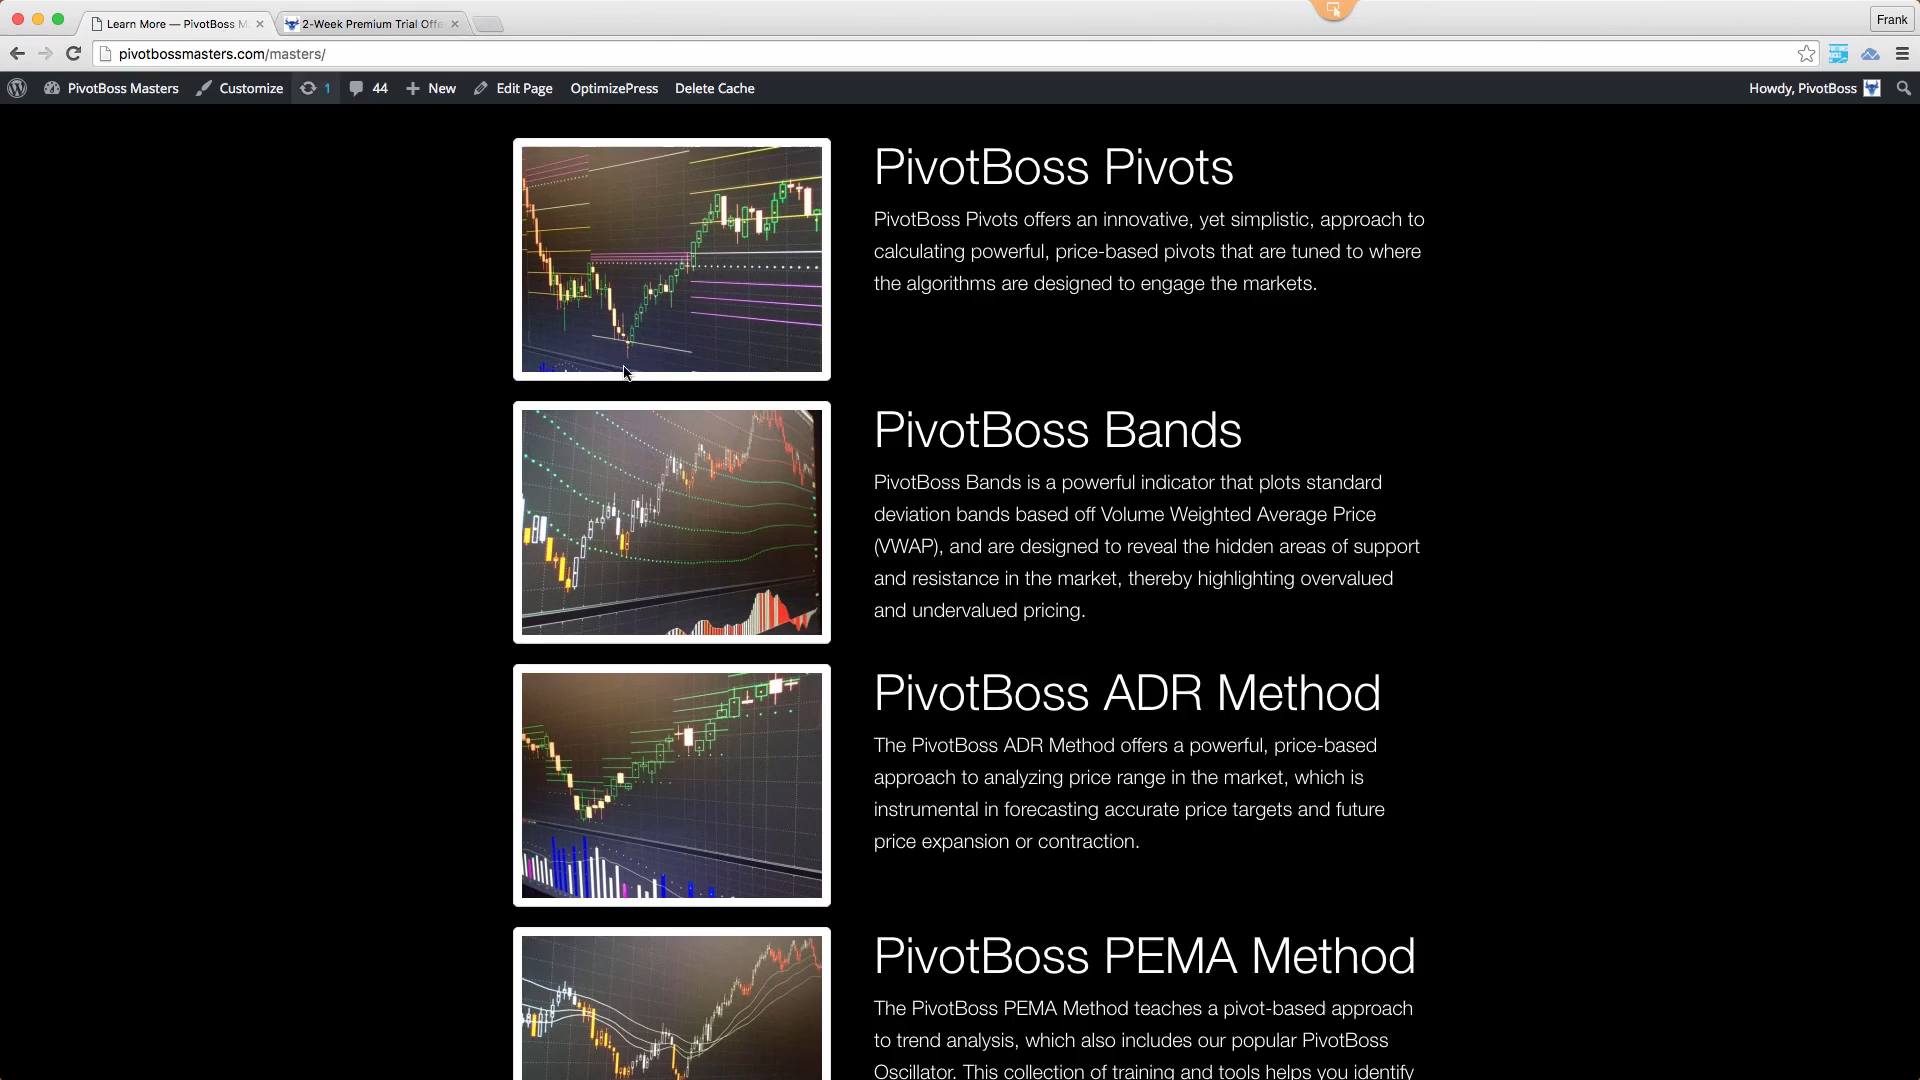 Learn More — PivotBoss M
2-Week Premium Trial Offe
Frank
pivotbossmasters.com/masters/
PivotBoss Masters
Customize
1
44
New
Edit Page
OptimizePress
Delete Cache
Howdy, PivotBoss
PivotBoss Pivots
PivotBoss Pivots offers an innovative, yet simplistic, approach to
calculating powerful, price-based pivots that are tuned to where
the algorithms are designed to engage the markets.
PivotBoss Bands
PivotBoss Bands is a powerful indicator that plots standard
deviation bands based off Volume Weighted Average Price
(VWAP), and are designed to reveal the hidden areas of support
and resistance in the market, thereby highlighting overvalued
and undervalued pricing.
PivotBoss ADR Method
The PivotBoss ADR Method offers a powerful, price-based
approach to analyzing price range in the market, which is
instrumental in forecasting accurate price targets and future
price expansion or contraction.
PivotBoss PEMA Method
The PivotBoss PEMA Method teaches a pivot-based approach
to trend analysis, which also includes our popular PivotBoss
Oscillator. This collection of training and tools helps you identify